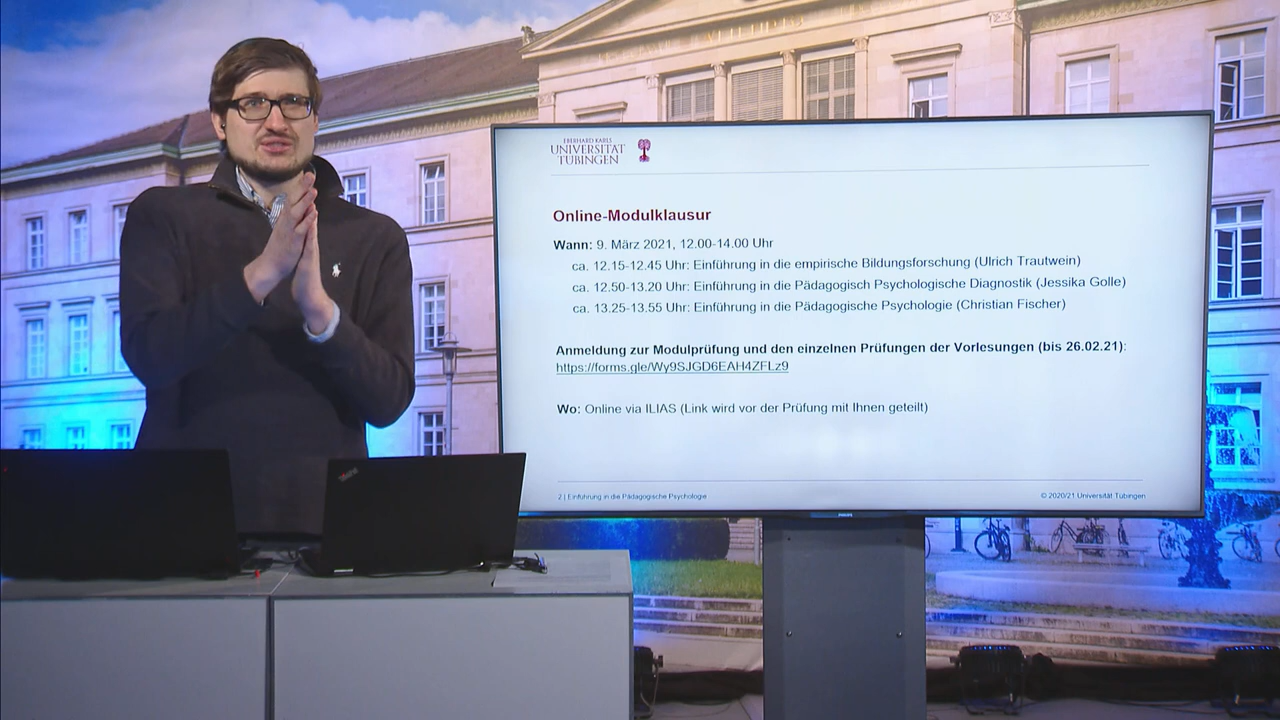 EBERHARD KARLS
UNIVERSITÄT
TÜBINGEN
Online-Modulklausur
Wann: 9. März 2021, 12.00-14.00 Uhr
ca. 12.15-12.45 Uhr: Einführung in die empirische Bildungsforschung (Ulrich Trautwein)
ca. 12.50-13.20 Uhr: Einführung in die Pädagogisch Psychologische Diagnostik (Jessika Golle)
ca. 13.25-13.55 Uhr: Einführung in die Pädagogische Psychologie (Christian Fischer)
Anmeldung zur Modulprüfung und den einzelnen Prüfungen der Vorlesungen (bis 26.02.21):
https://forms.gle/Wy9SJGD6EAH4ZFLz9
Wo: Online via ILIAS (Link wird vor der Prüfung mit Ihnen geteilt)
2 | Einführung in die Pädagogische Psychologie
© 2020/21 Universität Tübingen
PHILIPS